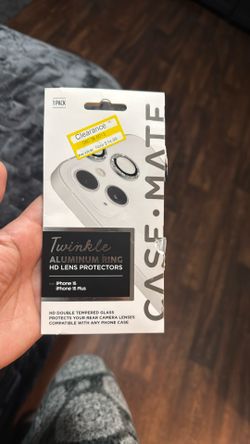 1 PACK
Clearance
CASE·MATE
Twinkle
ALUMINUM RING
HD LENS PROTECTORS
iPhone 15
iPhone 15 Plus
HD DOUBLE TEMPERED GLASS
PROTECTS YOUR REAR CAMERA LENSES
COMPATIBLE WITH ANY PHONE CASE